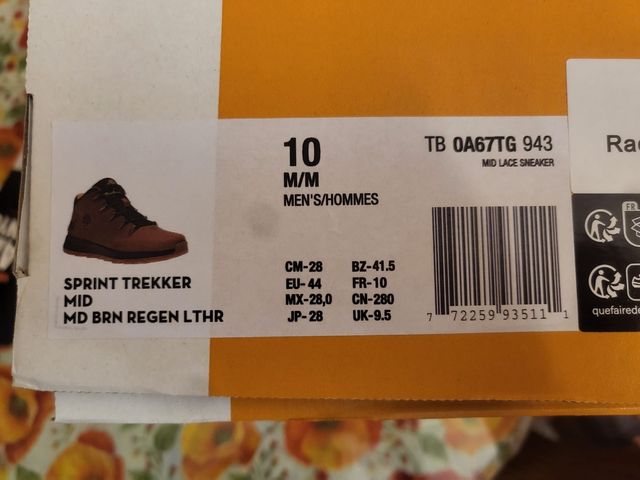 10
M/M
MEN'S/HOMMES
TB 0A67TG 943
MID LACE SNEAKER
CM-28 BZ-41.5
EU- 44 FR-10
MX-28,0 CN-280
JP- 28 UK-9.5
SPRINT TREKKER
MID
MD BRN REGEN LTHR
7 72259 93511 1
FR